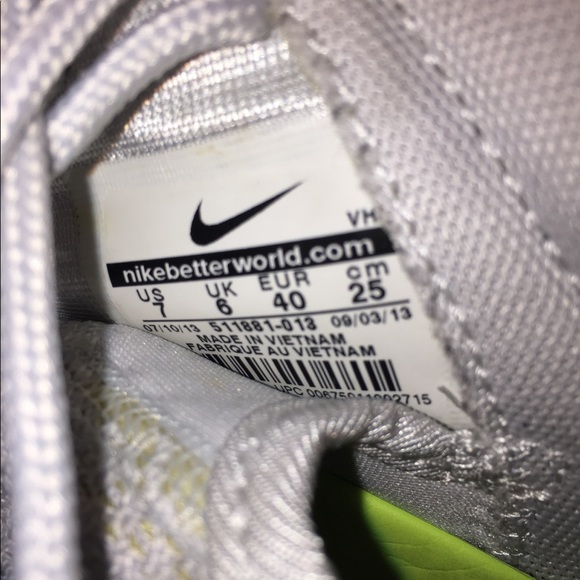 nikebetterworld.com
US UK EUR cm
7 6 40 25
07/10/13 511881-013 09/03/13
MADE IN VIETNAM
FABRIQUE AU VIETNAM